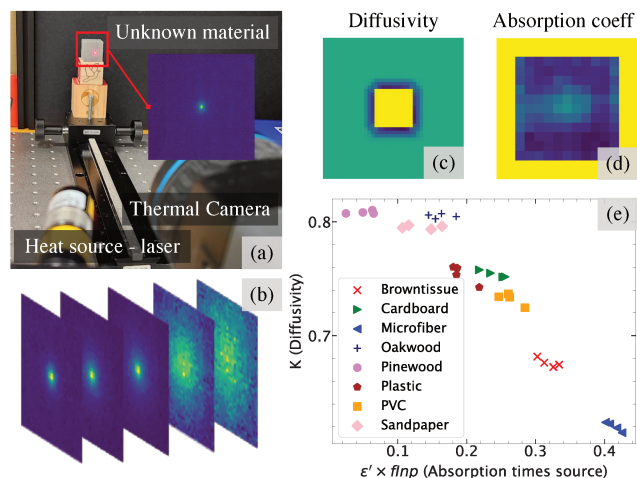 Unknown material
Thermal Camera
Heat source - laser
(a)
(b)
Diffusivity
(c)
Absorption coeff
(d)
(e)
K (Diffusivity)
0.8
0.7
Browntissue
Cardboard
Microfiber
Oakwood
Pinewood
Plastic
PVC
Sandpaper
0.1 0.2 0.3 0.4
ε′ × fInp (Absorption times source)